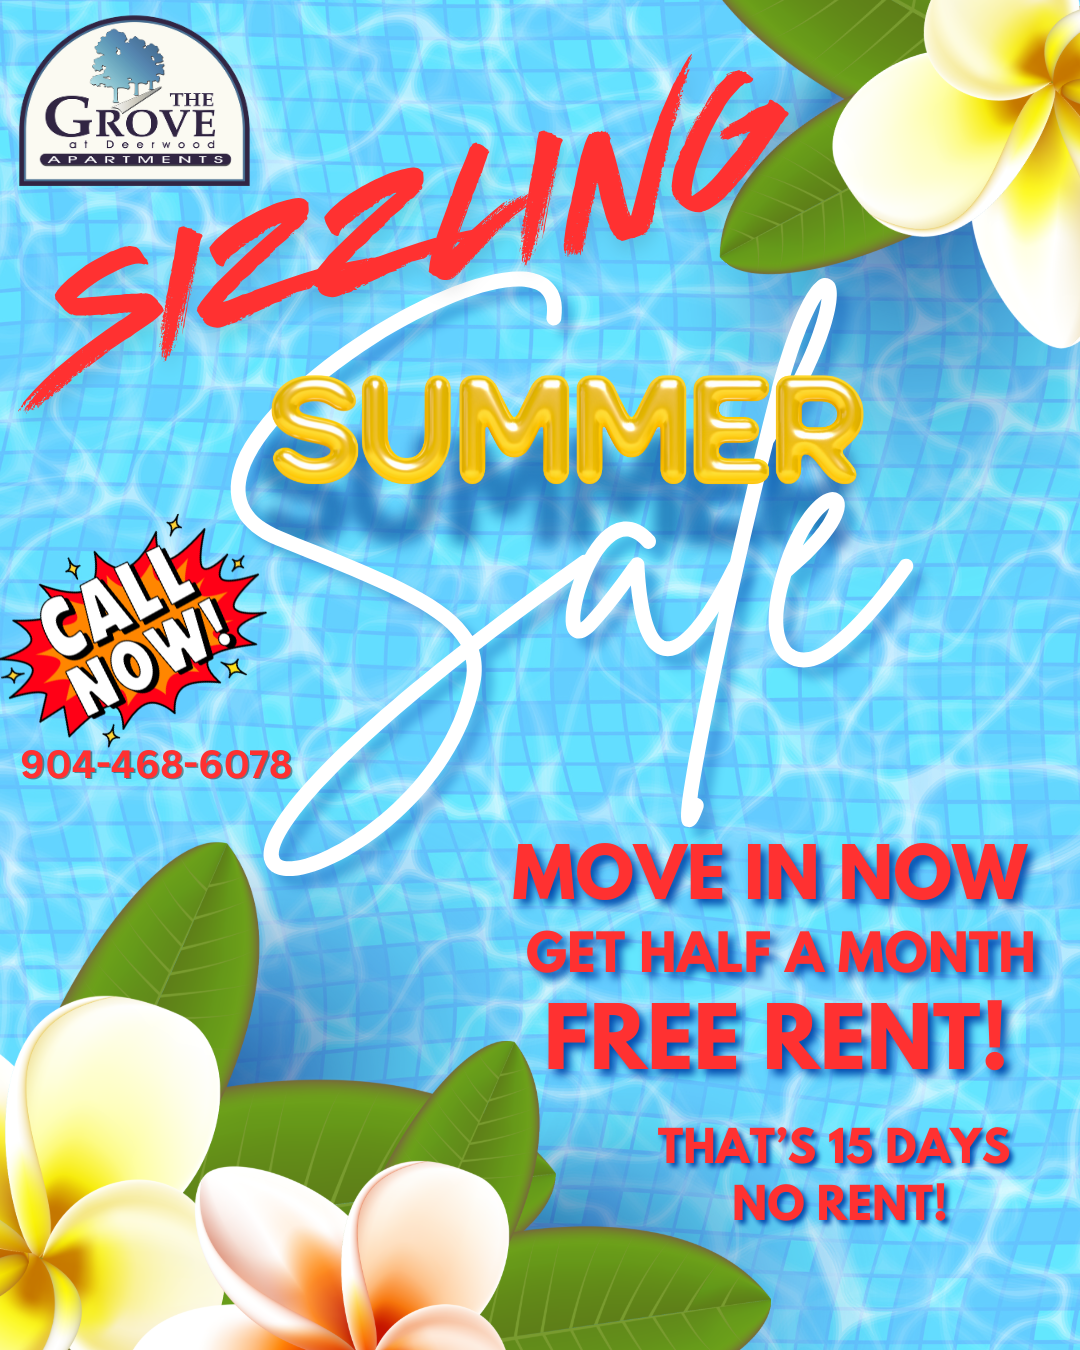 THE
GROVE
at Deerwood
APARTMENTS
SIZZLING
SUMMER
Sale
CALL
NOW!
904-468-6078
MOVE IN NOW
GET HALF A MONTH
FREE RENT!
THAT'S 15 DAYS
NO RENT!